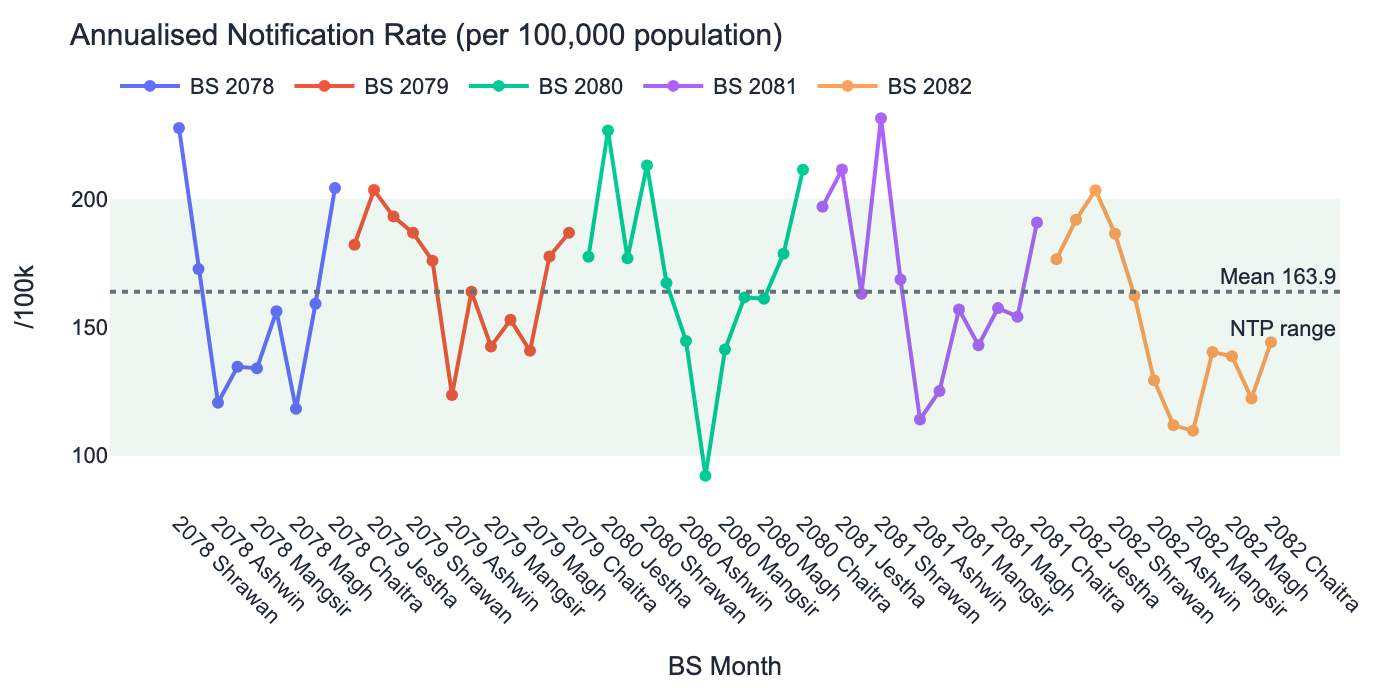 Annualised Notification Rate (per 100,000 population)
BS 2078 BS 2079 BS 2080 BS 2081 BS 2082
200
150
100
/100k
Mean 163.9
NTP range
2078 Shrawan
2078 Ashwin
2078 Mangsir
2078 Magh
2078 Chaitra
2079 Jestha
2079 Shrawan
2079 Ashwin
2079 Mangsir
2079 Magh
2079 Chaitra
2080 Jestha
2080 Shrawan
2080 Ashwin
2080 Mangsir
2080 Magh
2080 Chaitra
2081 Jestha
2081 Shrawan
2081 Ashwin
2081 Mangsir
2081 Magh
2081 Chaitra
2082 Jestha
2082 Shrawan
2082 Ashwin
2082 Mangsir
2082 Magh
2082 Chaitra
BS Month